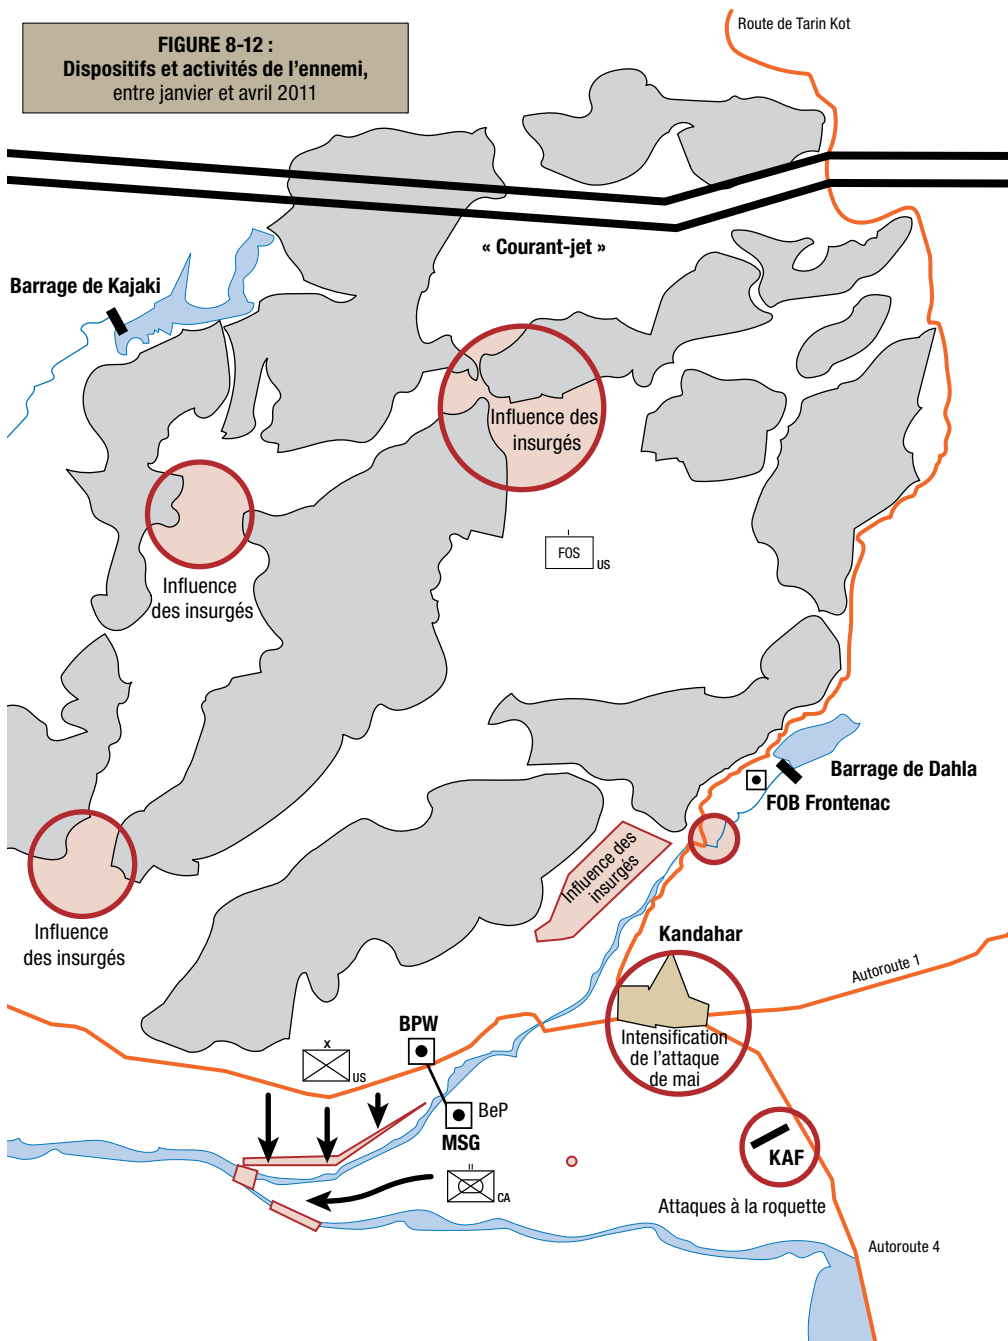 FIGURE 8-12 :
Dispositifs et activités de l'ennemi,
entre janvier et avril 2011
Route de Tarin Kot
« Courant-jet »
Barrage de Kajaki
Influence des
insurgés
I
FOS
US
Influence
des insurgés
Barrage de Dahla
FOB Frontenac
Influence des
insurgés
Influence
des insurgés
Kandahar
Autoroute 1
Intensification
de l'attaque
de mai
BPW
X
US
BeP
MSG
II
CA
KAF
Attaques à la roquette
Autoroute 4